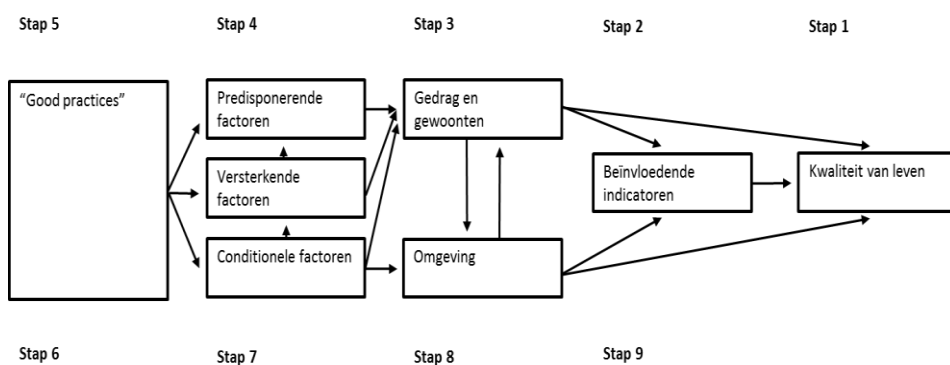 Stap 5
Stap 4
Stap 3
Stap 2
Stap 1
“Good practices”
Predisponerende
factoren
Versterkende
factoren
Conditionele factoren
Gedrag en
gewoonten
Omgeving
Beïnvloedende
indicatoren
Kwaliteit van leven
Stap 6
Stap 7
Stap 8
Stap 9